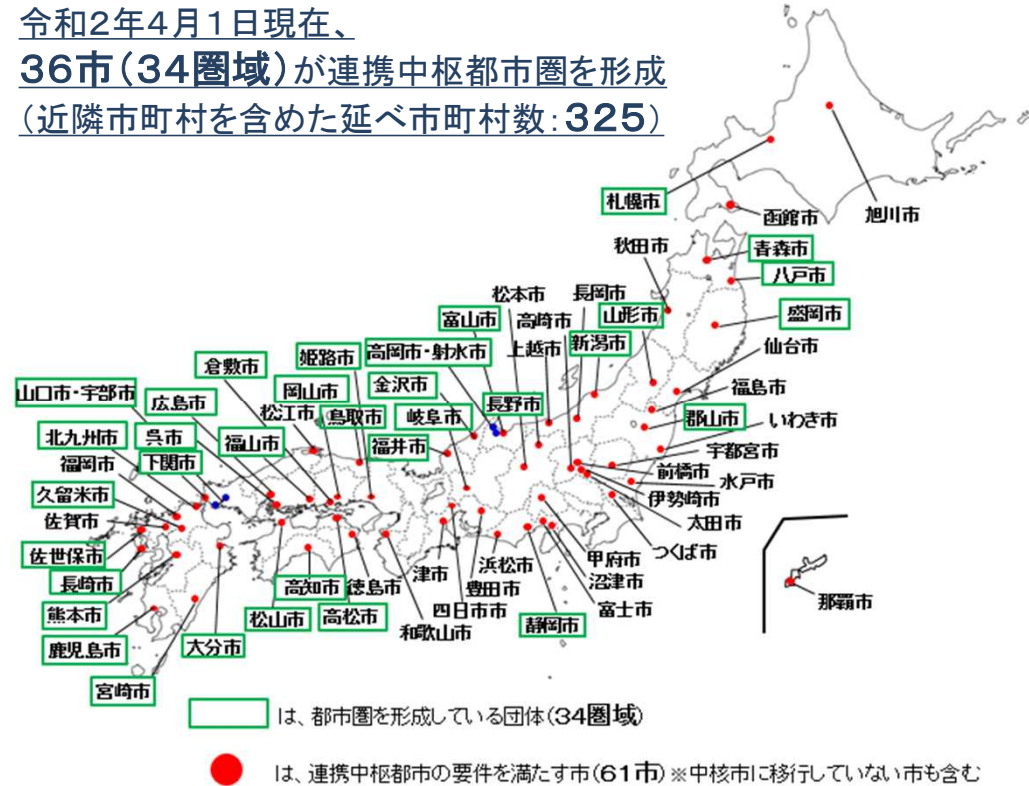 令和2年4月1日現在、
36市(34圏域)が連携中枢都市圏を形成
(近隣市町村を含めた延べ市町村数:325)
札幌市
函館市
旭川市
秋田市
青森市
八戸市
松本市
長岡市
山形市
盛岡市
富山市
高崎市
仙台市
姫路市
高岡市・射水市
上越市
新潟市
倉敷市
岡山市
金沢市
福島市
山口市・宇部市
広島市
松江市
鳥取市
岐阜市
長野市
郡山市
いわき市
北九州市
呉市
福山市
福井市
宇都宮市
福岡市
下関市
前橋市
水戸市
久留米市
伊勢崎市
佐賀市
太田市
佐世保市
つくば市
長崎市
高知市
徳島市
津市
浜松市
甲府市
豊田市
沼津市
熊本市
松山市
高松市
四日市市
富士市
那覇市
鹿児島市
大分市
和歌山市
静岡市
宮崎市
は、都市圏を形成している団体(34圏域)
は、連携中枢都市の要件を満たす市(61市)※中核市に移行していない市も含む